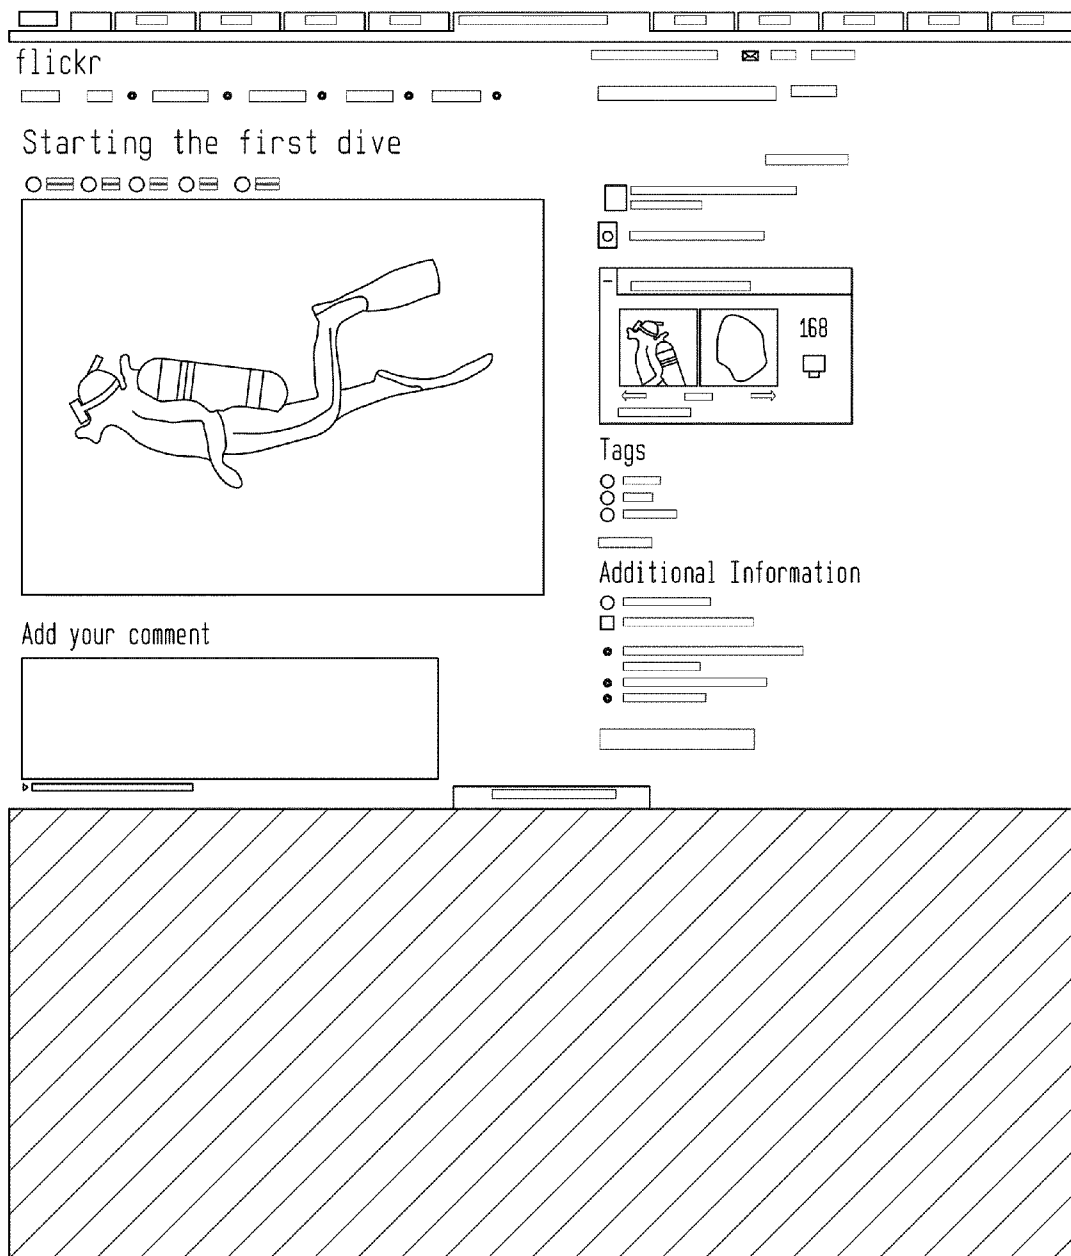 flickr
Starting the first dive
168
Tags
Additional Information
Add your comment